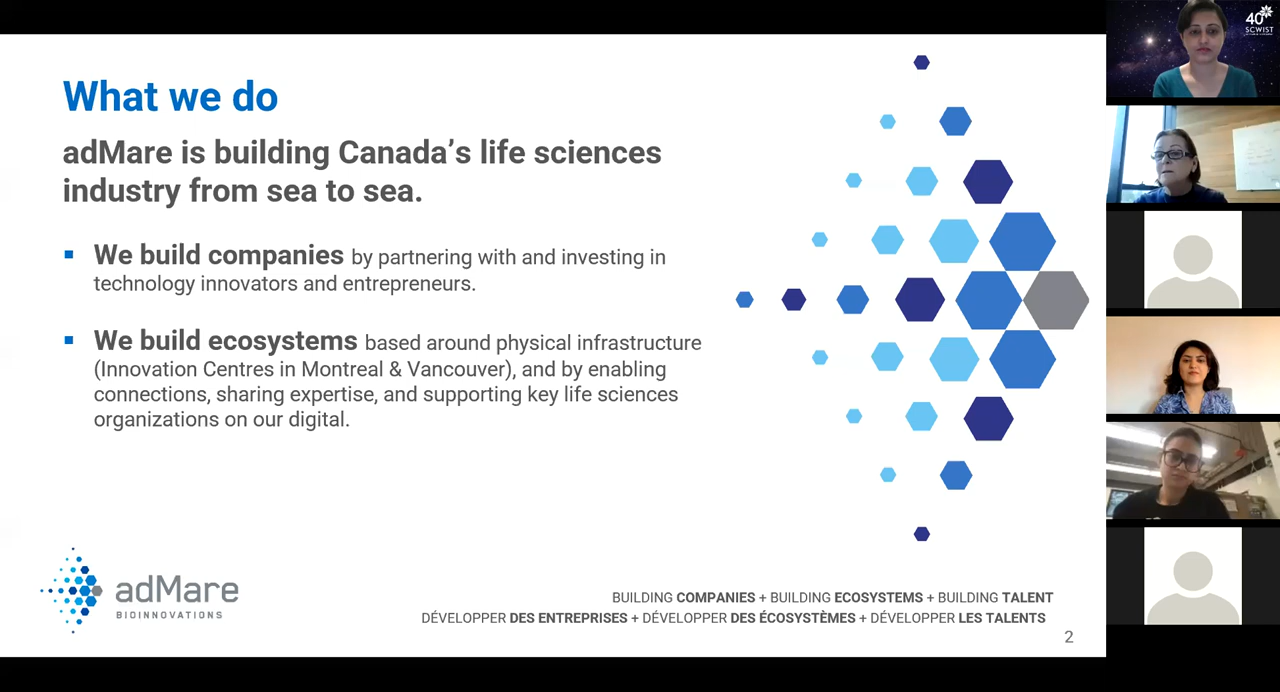 What we do
adMare is building Canada's life sciences
industry from sea to sea.
We build companies by partnering with and investing in
technology innovators and entrepreneurs.
We build ecosystems based around physical infrastructure
(Innovation Centres in Montreal & Vancouver), and by enabling
connections, sharing expertise, and supporting key life sciences
organizations on our digital.
adMare
BIOINNOVATIONS
BUILDING COMPANIES + BUILDING ECOSYSTEMS + BUILDING TALENT
DÉVELOPPER DES ENTREPRISES + DÉVELOPPER DES ÉCOSYSTÈMES + DÉVELOPPER LES TALENTS
2
40
SCWIST